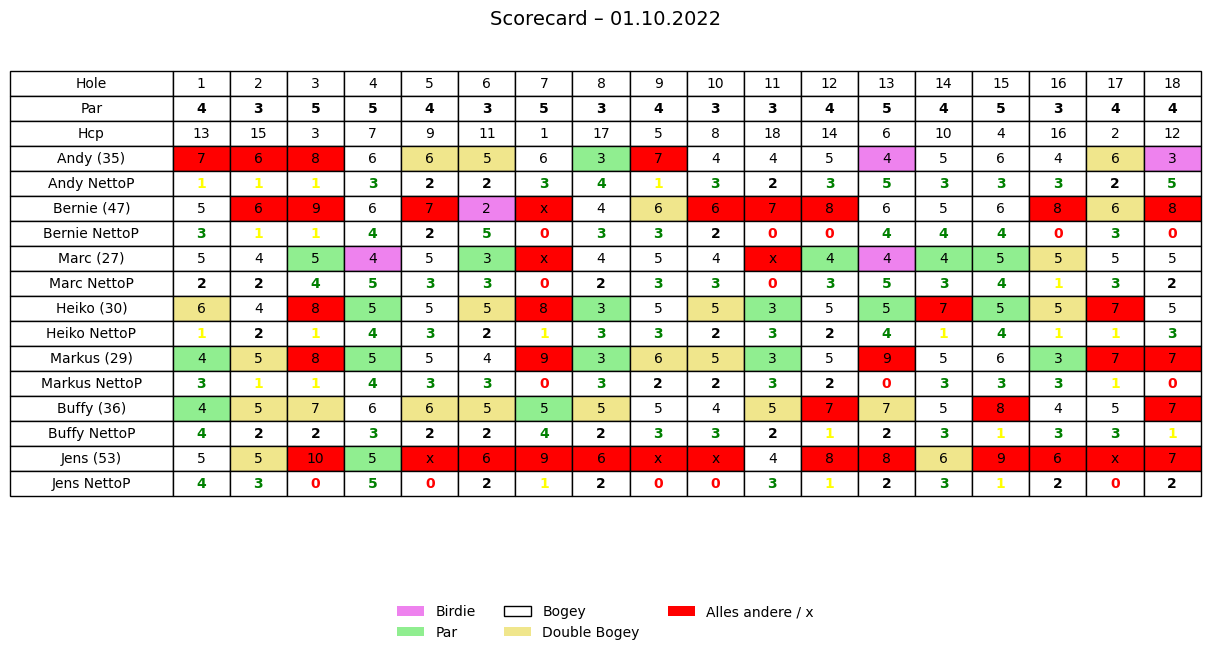 Scorecard – 01.10.2022
Hole 1 2 3 4 5 6 7 8 9 10 11 12 13 14 15 16 17 18
Par 4 3 5 5 4 3 5 3 4 3 3 4 5 4 5 3 4 4
Hcp 13 15 3 7 9 11 1 17 5 8 18 14 6 10 4 16 2 12
Andy (35) 7 6 8 6 6 5 6 3 7 4 4 5 4 5 6 4 6 3
Andy NettoP 1 1 1 3 2 2 3 4 1 3 2 3 5 3 3 3 2 5
Bernie (47) 5 6 9 6 7 2 x 4 6 6 7 8 6 5 6 8 6 8
Bernie NettoP 3 1 1 4 2 5 0 3 3 2 0 0 4 4 4 0 3 0
Marc (27) 5 4 5 4 5 3 x 4 5 4 x 4 4 4 5 5 5 5
Marc NettoP 2 2 4 5 3 3 0 2 3 3 0 3 5 3 4 1 3 2
Heiko (30) 6 4 8 5 5 5 8 3 5 5 3 5 5 7 5 5 7 5
Heiko NettoP 1 2 1 4 3 2 1 3 3 2 3 2 4 1 4 1 1 3
Markus (29) 4 5 8 5 5 4 9 3 6 5 3 5 9 5 6 3 7 7
Markus NettoP 3 1 1 4 3 3 0 3 2 2 3 2 0 3 3 3 1 0
Buffy (36) 4 5 7 6 6 5 5 5 5 4 5 7 7 5 8 4 5 7
Buffy NettoP 4 2 2 3 2 2 4 2 3 3 2 1 2 3 1 3 3 1
Jens (53) 5 5 10 5 x 6 9 6 x x 4 8 8 6 9 6 x 7
Jens NettoP 4 3 0 5 0 2 1 2 0 0 3 1 2 3 1 2 0 2
Birdie Bogey Alles andere / x
Par Double Bogey